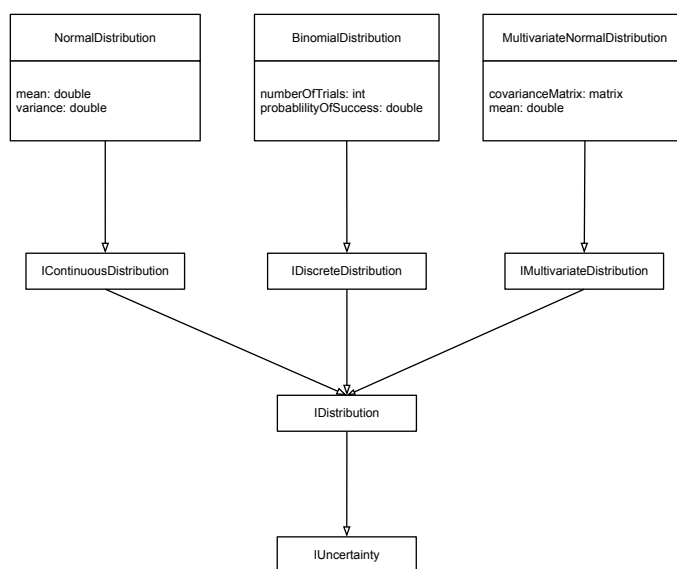 NormalDistribution
mean: double
variance: double
BinomialDistribution
numberOfTrials: int
probablilityOfSuccess: double
MultivariateNormalDistribution
covarianceMatrix: matrix
mean: double
IContinuousDistribution
IDiscreteDistribution
IMultivariateDistribution
IDistribution
IUncertainty